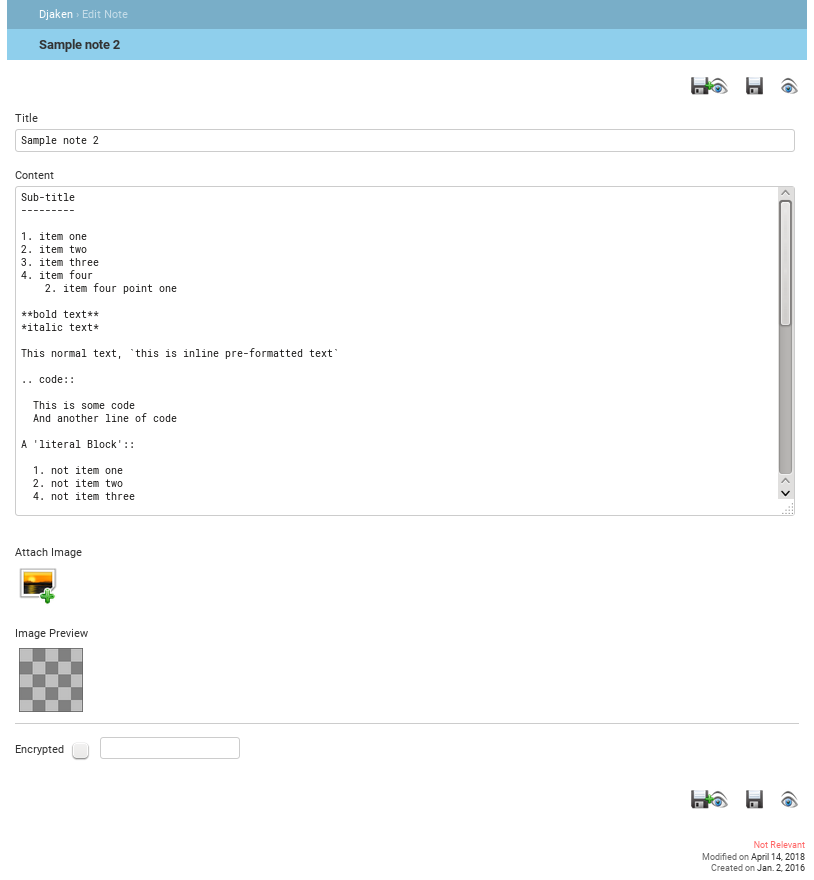 Djaken › Edit Note
Sample note 2
Title
Sample note 2
Content
Sub-title
---------
1. item one
2. item two
3. item three
4. item four
    2. item four point one
**bold text**
*italic text*
This normal text, `this is inline pre-formatted text`
.. code::
  This is some code
  And another line of code
A 'literal Block'::
  1. not item one
  2. not item two
  4. not item three
Attach Image
Image Preview
Encrypted
Not Relevant
Modified on April 14, 2018
Created on Jan. 2, 2016